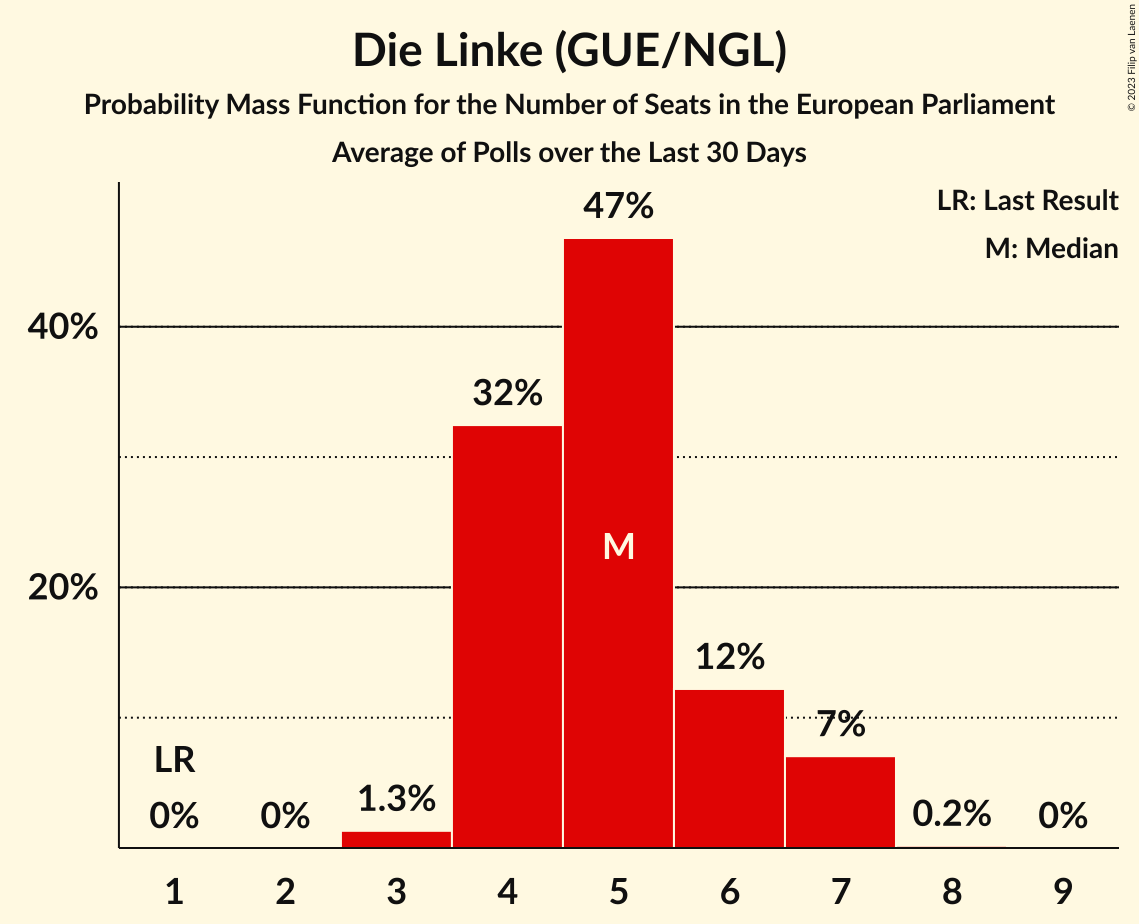 Die Linke (GUE/NGL)
Probability Mass Function for the Number of Seats in the European Parliament
Average of Polls over the Last 30 Days
© 2023 Filip van Laenen
LR: Last Result
M: Median
47%
40%
32%
M
20%
12%
7%
LR
0%
0%
1.3%
0.2%
0%
1 2 3 4 5 6 7 8 9